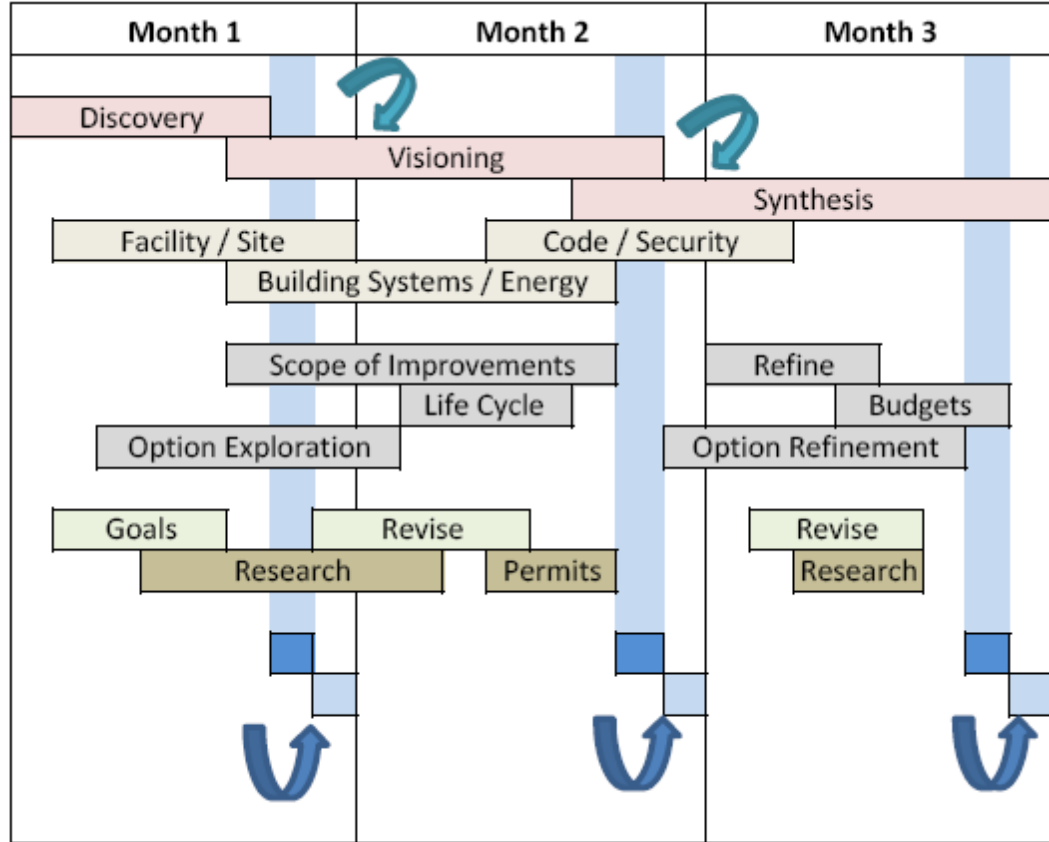 Month 1
Month 2
Month 3
Discovery
Visioning
Synthesis
Facility / Site
Code / Security
Building Systems / Energy
Scope of Improvements
Refine
Life Cycle
Budgets
Option Exploration
Option Refinement
Goals
Revise
Revise
Research
Permits
Research